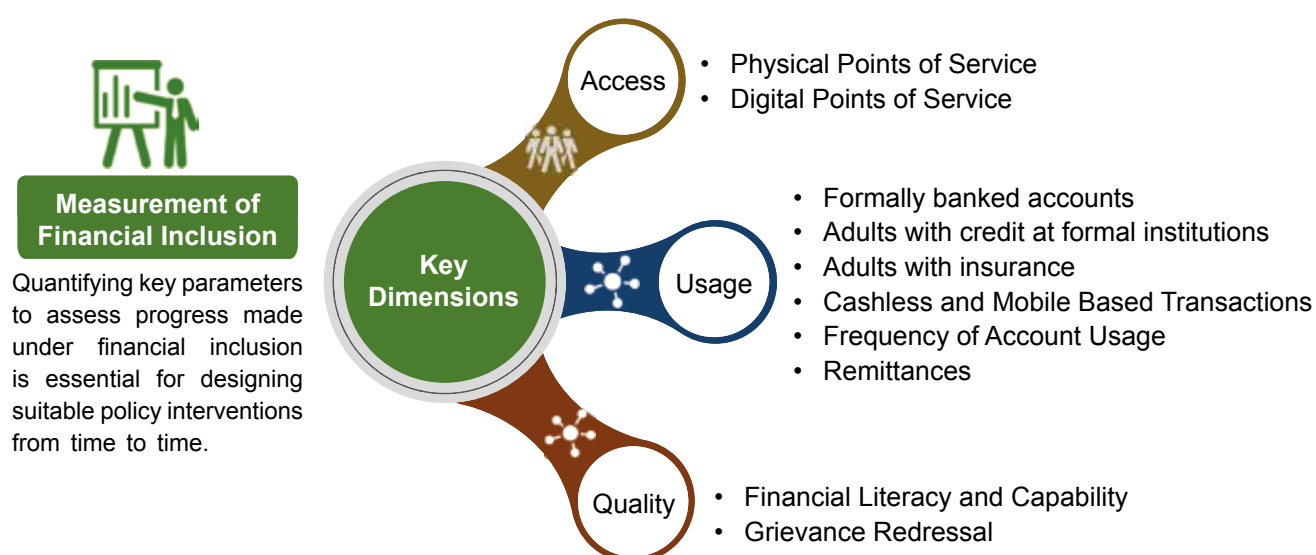 Measurement of
Financial Inclusion
Quantifying key parameters
to assess progress made
under financial inclusion
is essential for designing
suitable policy interventions
from time to time.
Key
Dimensions
Access
• Physical Points of Service
• Digital Points of Service
Usage
• Formally banked accounts
• Adults with credit at formal institutions
• Adults with insurance
• Cashless and Mobile Based Transactions
• Frequency of Account Usage
• Remittances
Quality
• Financial Literacy and Capability
• Grievance Redressal